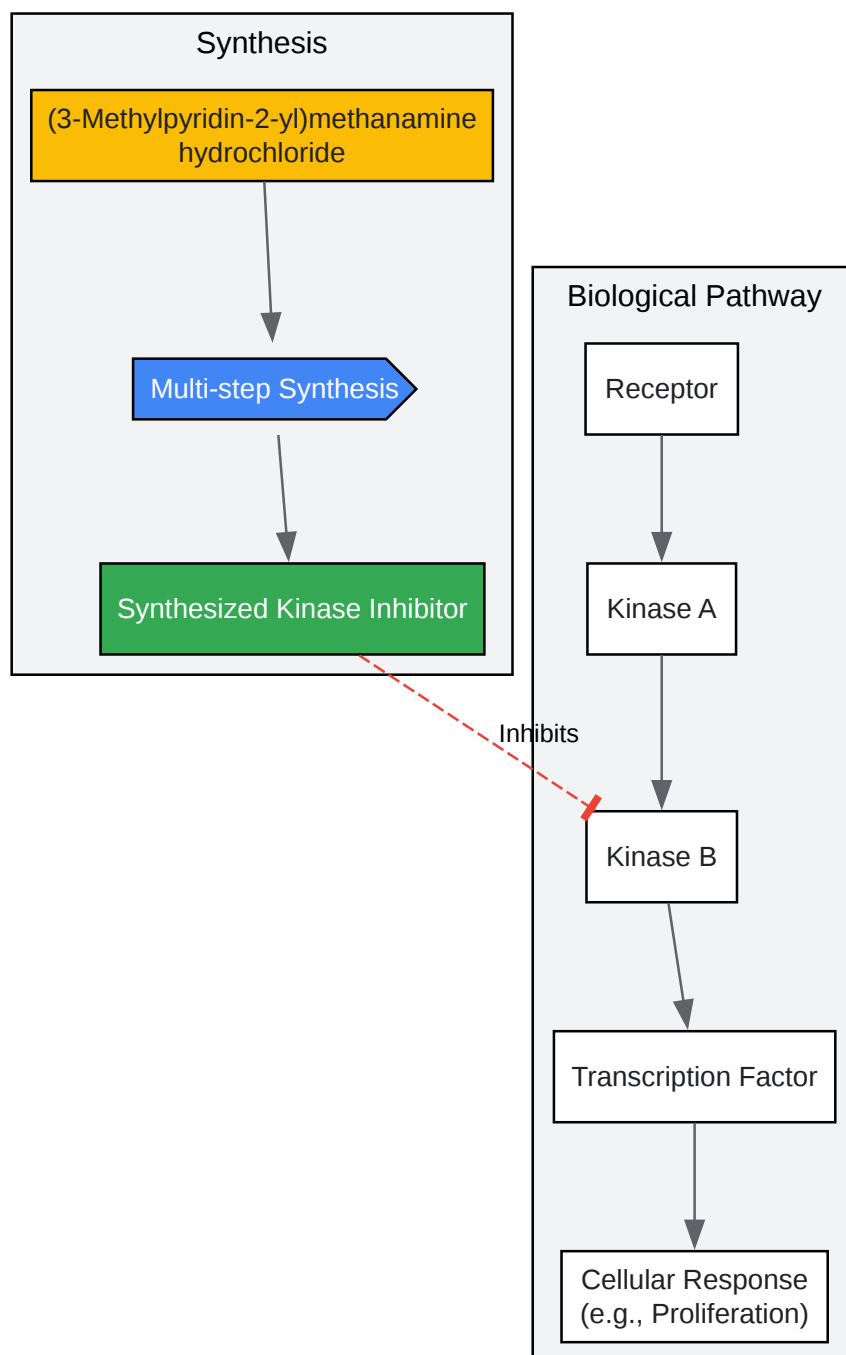 Synthesis
(3-Methylpyridin-2-yl)methanamine
hydrochloride
Multi-step Synthesis
Synthesized Kinase Inhibitor
Inhibits
Biological Pathway
Receptor
Kinase A
Kinase B
Transcription Factor
Cellular Response
(e.g., Proliferation)